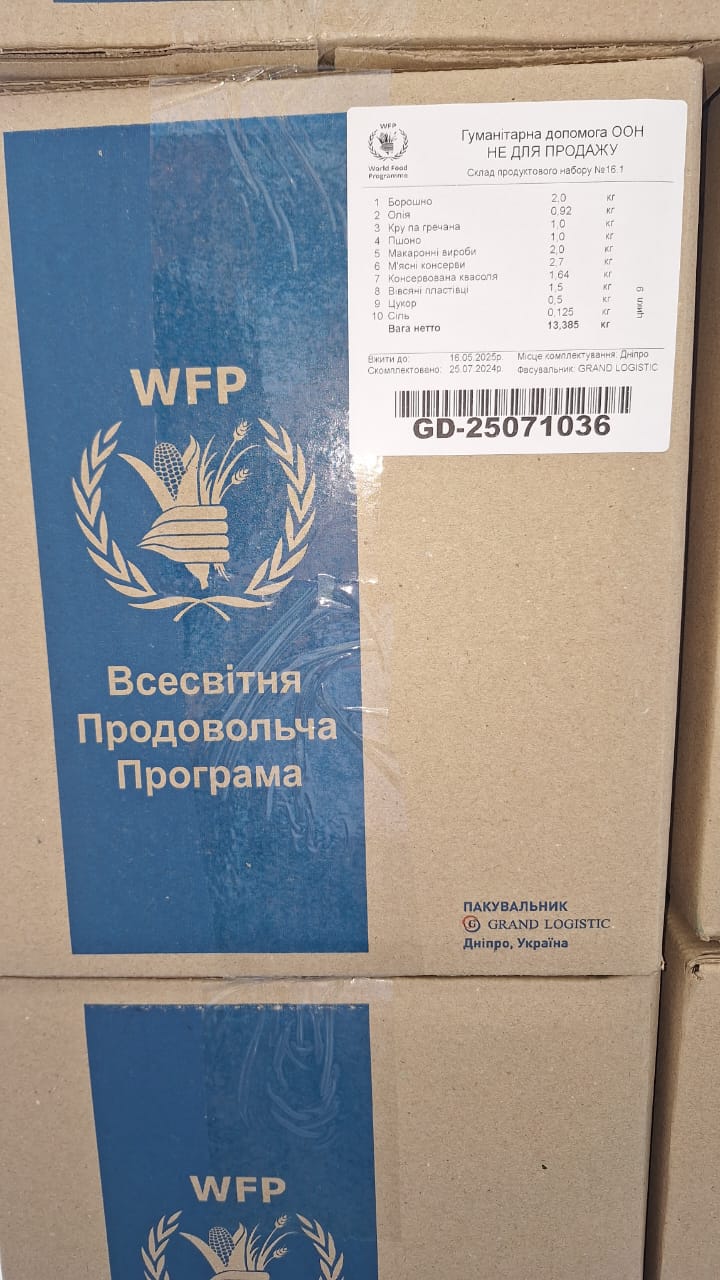 WFP
World Food
Programme
Гуманітарна допомога ООН
НЕ ДЛЯ ПРОДАЖУ
Склад продуктового набору №16.1
1 Борошно 2,0 кг
2 Олія 0,92 кг
3 Кру па гречана 1,0 кг
4 Пшоно 1,0 кг
5 Макаронні вироби 2,0 кг
6 М'ясні консерви 2,7 кг
7 Консервована квасоля 1,64 кг
8 Вівсяні пластівці 1,5 кг
9 Цукор 0,5 кг
10 Сіль 0,125 кг
Вага нетто 13,385 кг
цикл 6
Вжити до: 16.05.2025р. Місце комплектування: Дніпро
Скомплектовано: 25.07.2024р. Фасувальник: GRAND LOGISTIC
GD-25071036
WFP
Всесвітня
Продовольча
Програма
ПАКУВАЛЬНИК
G GRAND LOGISTIC
Дніпро, Україна
WFP